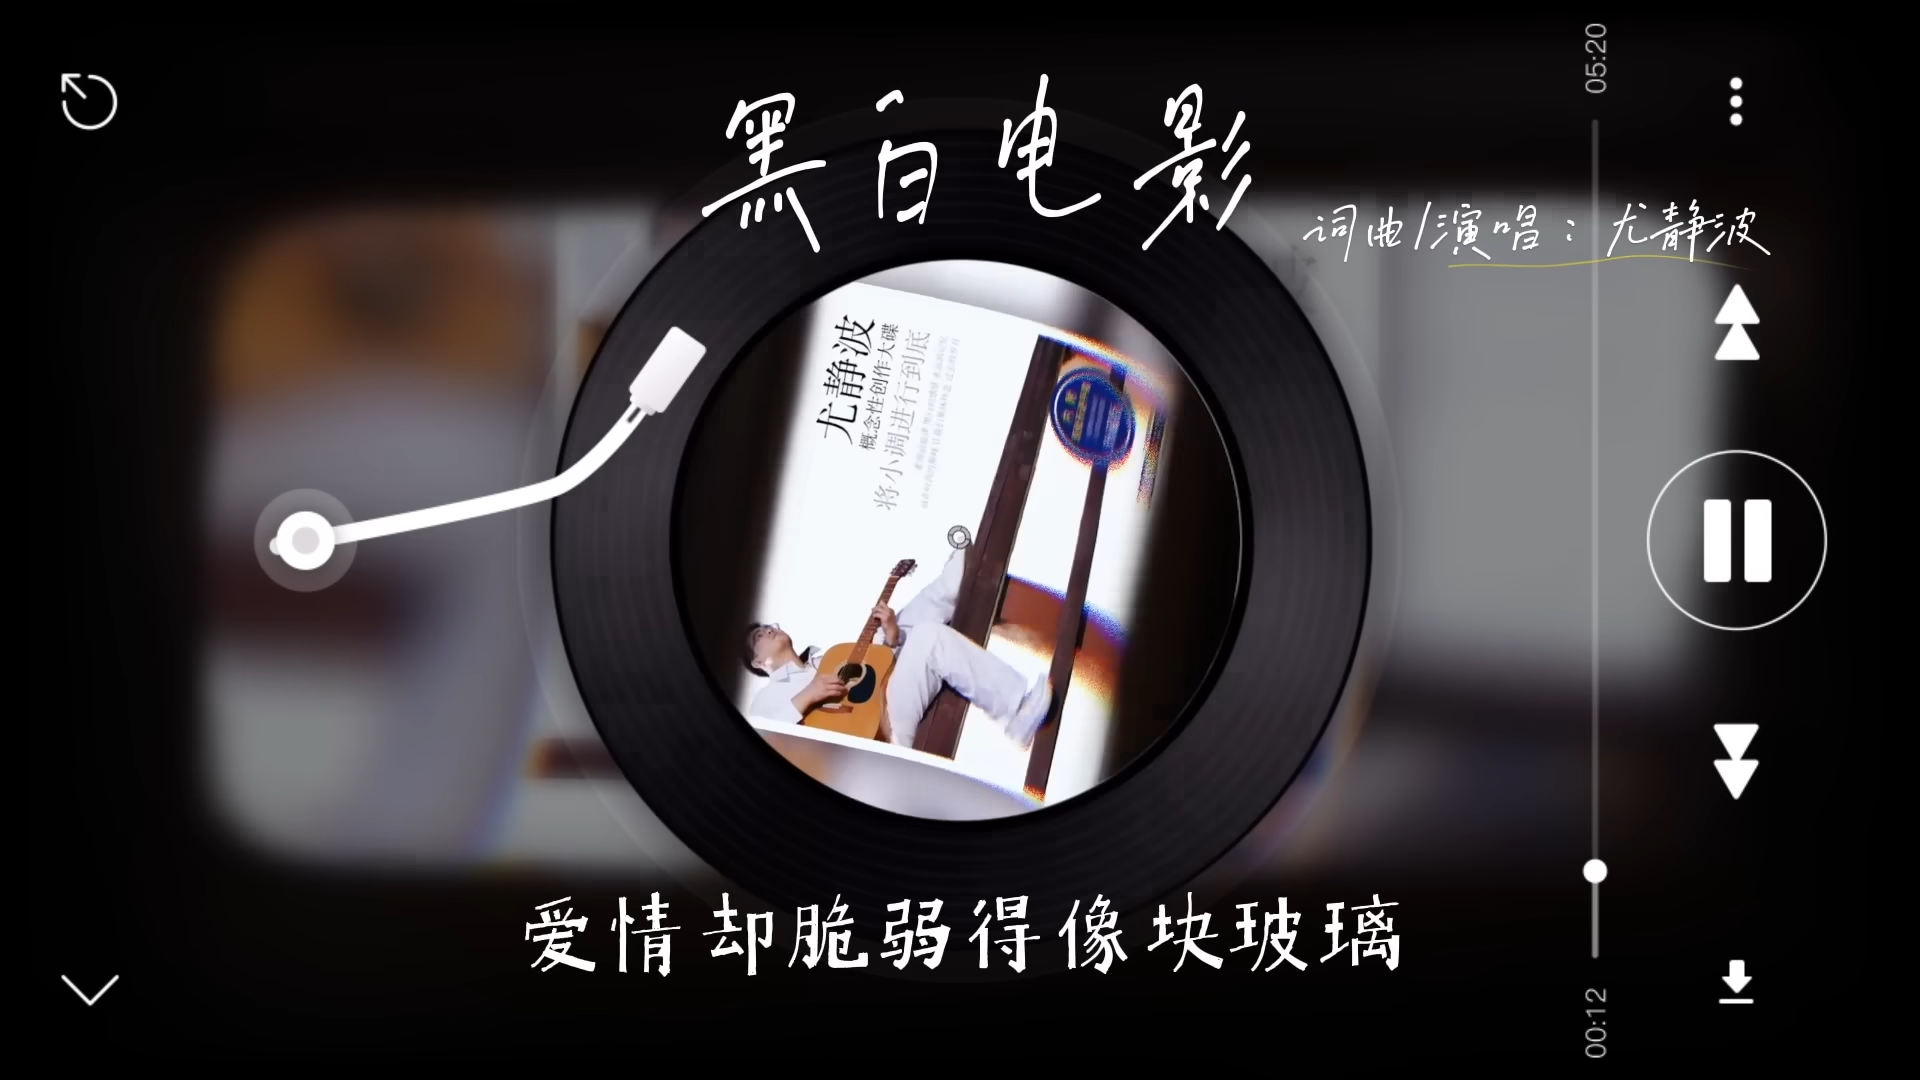 05:20
黑白电影
词曲/演唱：尤静波
尤静波
概念性创作大碟
将小调进行到底
爱情却脆弱得像块玻璃
00:12